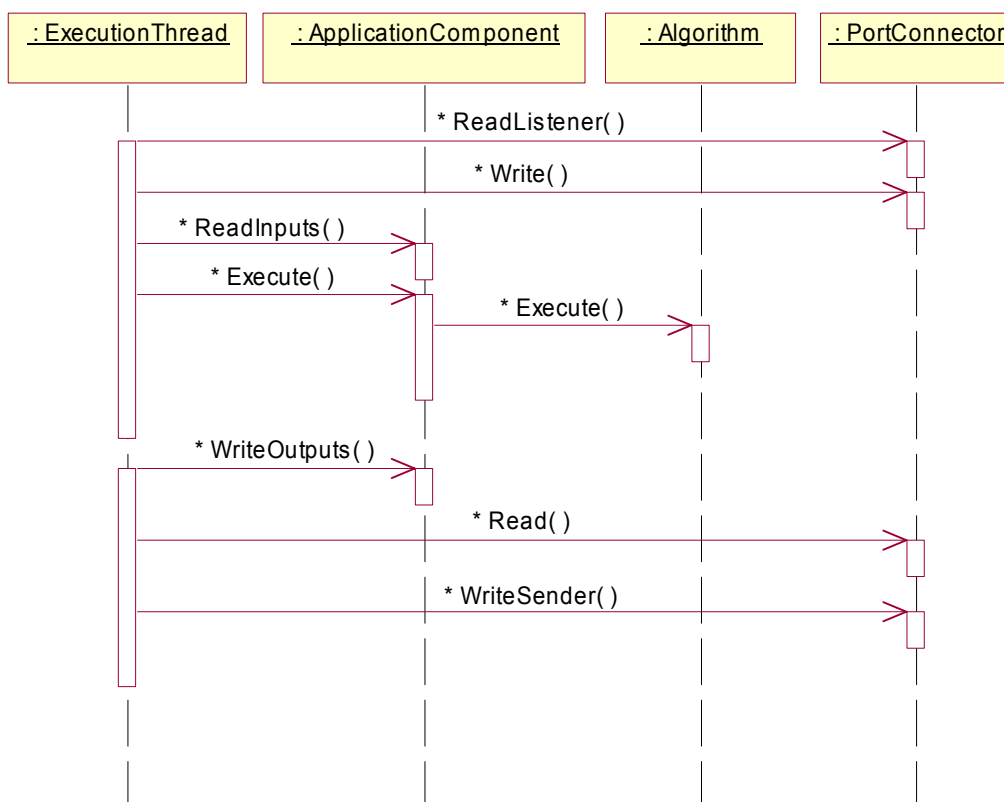 : ExecutionThread
: ApplicationComponent
: Algorithm
: PortConnector
* ReadListener( )
* Write( )
* ReadInputs( )
* Execute( )
* Execute( )
* WriteOutputs( )
* Read( )
* WriteSender( )